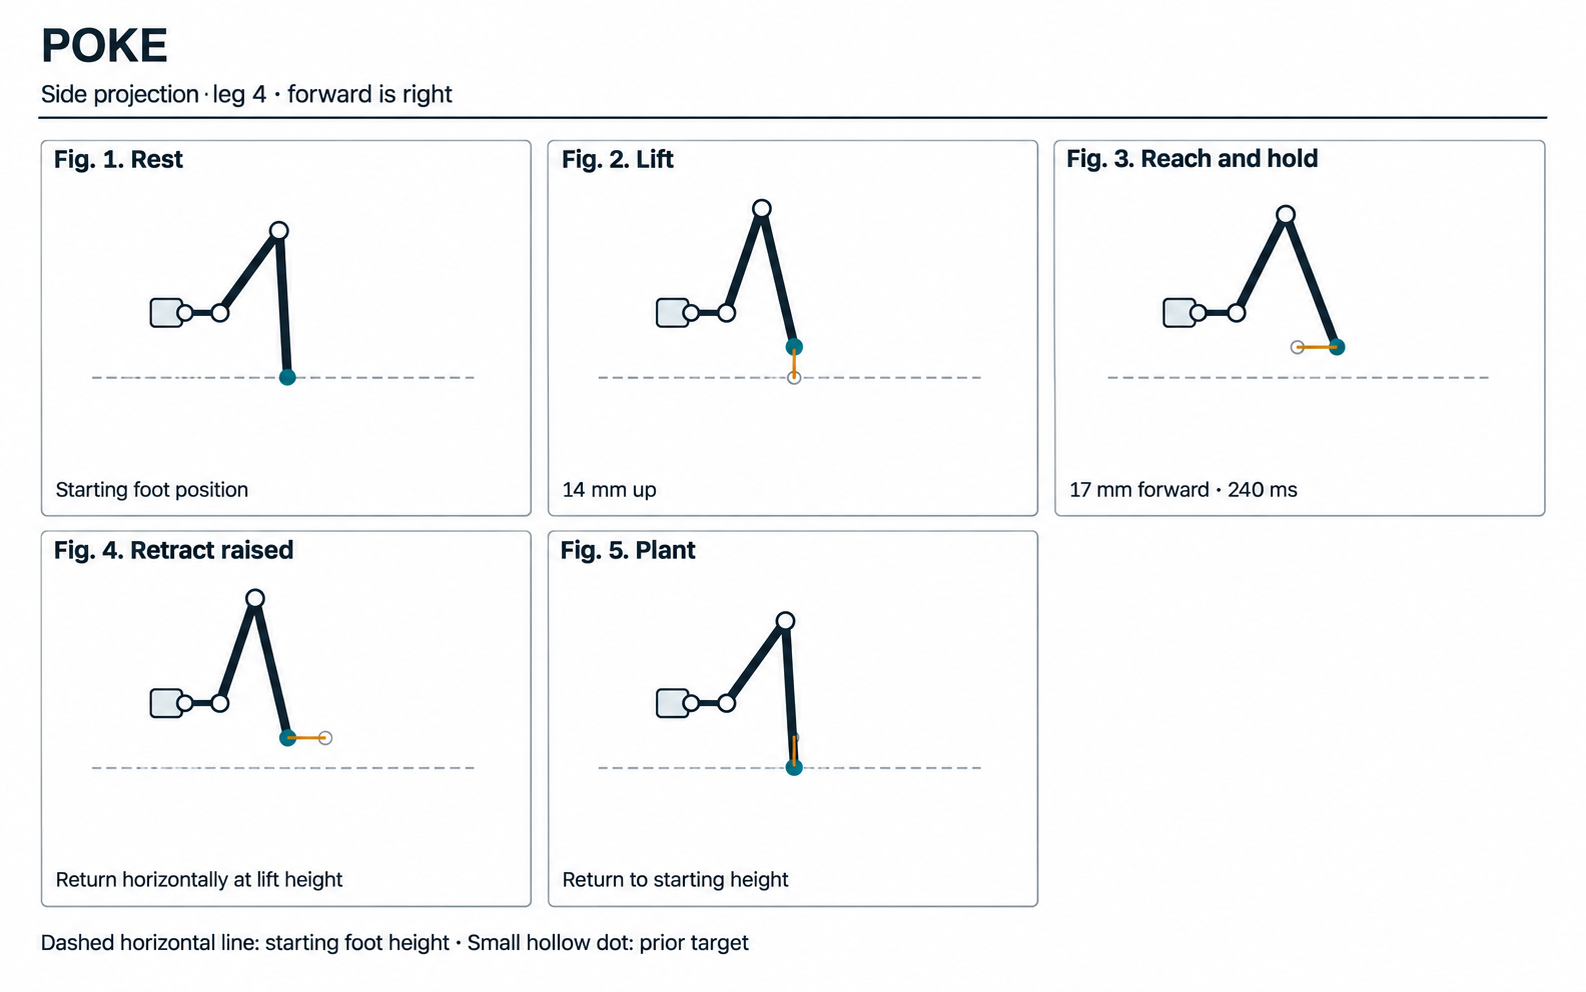 POKE
Side projection · leg 4 · forward is right
Fig. 1. Rest
Starting foot position
Fig. 2. Lift
14 mm up
Fig. 3. Reach and hold
17 mm forward · 240 ms
Fig. 4. Retract raised
Return horizontally at lift height
Fig. 5. Plant
Return to starting height
Dashed horizontal line: starting foot height · Small hollow dot: prior target